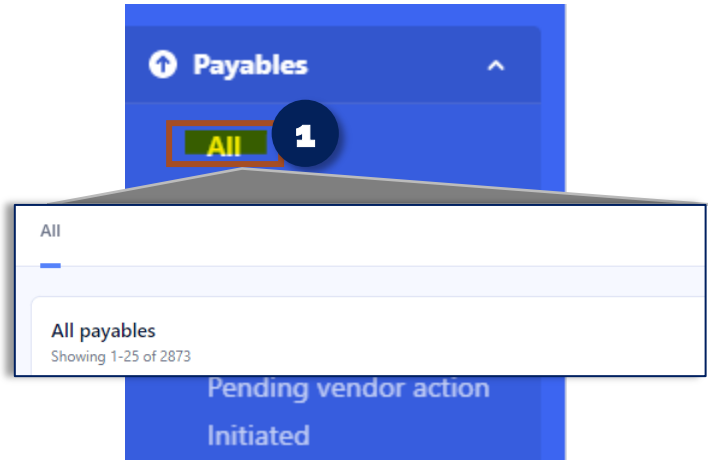 Payables
All
1
All
All payables
Showing 1-25 of 2873
Pending vendor action
Initiated